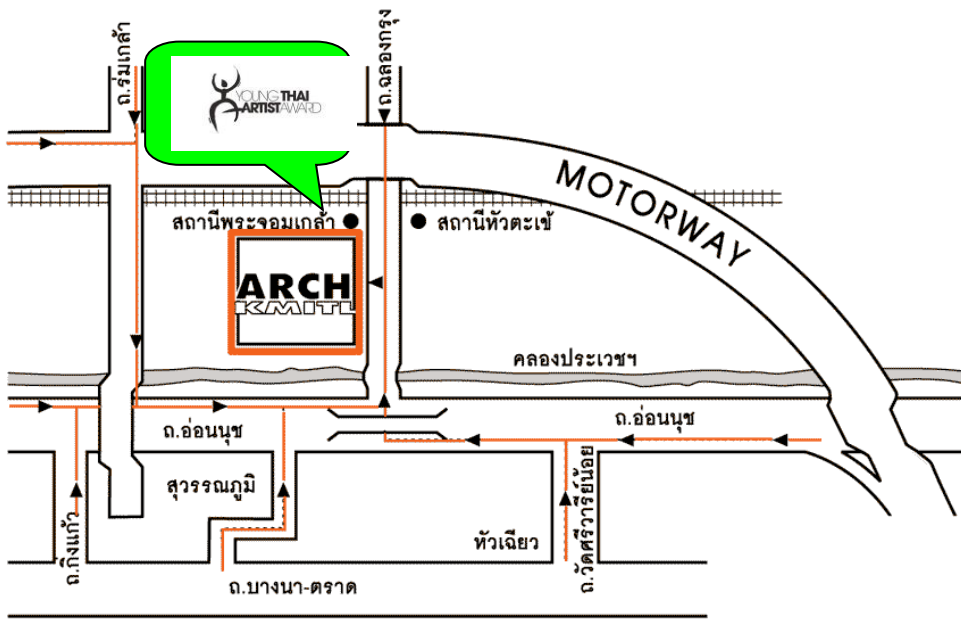 ถ.ร่มเกล้า
YOUNG THAI
ARTIST AWARD
ถ.ฉลองกรุง
MOTORWAY
สถานีพระจอมเกล้า
สถานีหัวตะเข้
ARCH
KMITL
คลองประเวชฯ
ถ.อ่อนนุช
ถ.อ่อนนุช
สุวรรณภูมิ
หัวเฉียว
ถ.กิ่งแก้ว
ถ.บางนา-ตราด
ถ.วัดศรีวารีย์น้อย